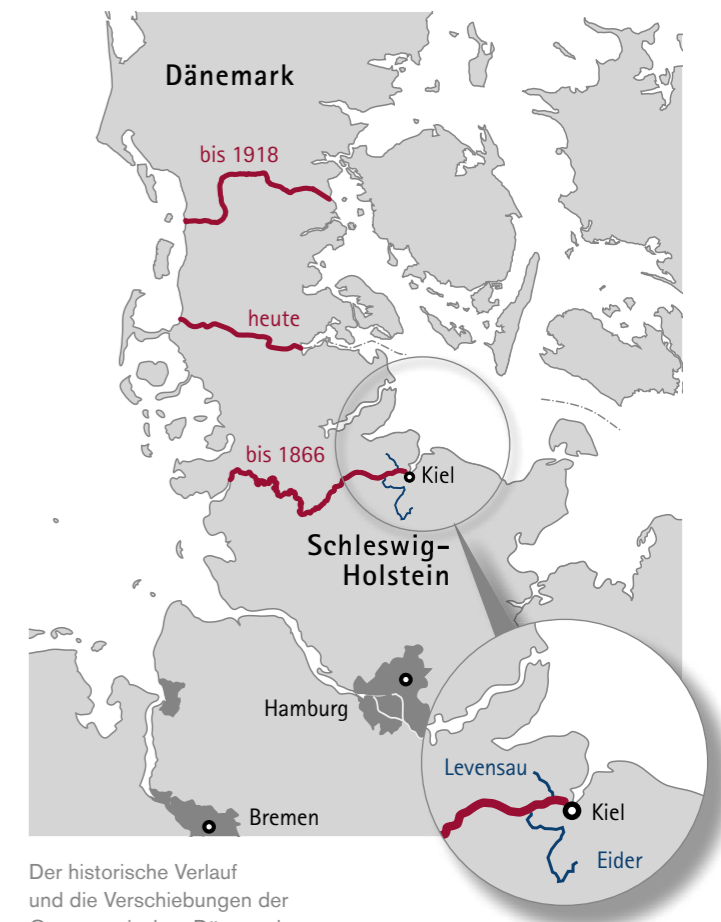 Dänemark
bis 1918
heute
bis 1866
Kiel
Schleswig-
Holstein
Hamburg
Bremen
Levensau
Kiel
Eider
Der historische Verlauf
und die Verschiebungen der